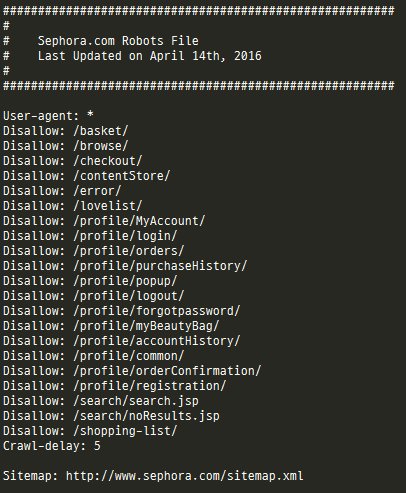 ########################################################
#
#    Sephora.com Robots File
#    Last Updated on April 14th, 2016
#
########################################################
User-agent: *
Disallow: /basket/
Disallow: /browse/
Disallow: /checkout/
Disallow: /contentStore/
Disallow: /error/
Disallow: /lovelist/
Disallow: /profile/MyAccount/
Disallow: /profile/login/
Disallow: /profile/orders/
Disallow: /profile/purchaseHistory/
Disallow: /profile/popup/
Disallow: /profile/logout/
Disallow: /profile/forgotpassword/
Disallow: /profile/myBeautyBag/
Disallow: /profile/accountHistory/
Disallow: /profile/common/
Disallow: /profile/orderConfirmation/
Disallow: /profile/registration/
Disallow: /search/search.jsp
Disallow: /search/noResults.jsp
Disallow: /shopping-list/
Crawl-delay: 5
Sitemap: http://www.sephora.com/sitemap.xml